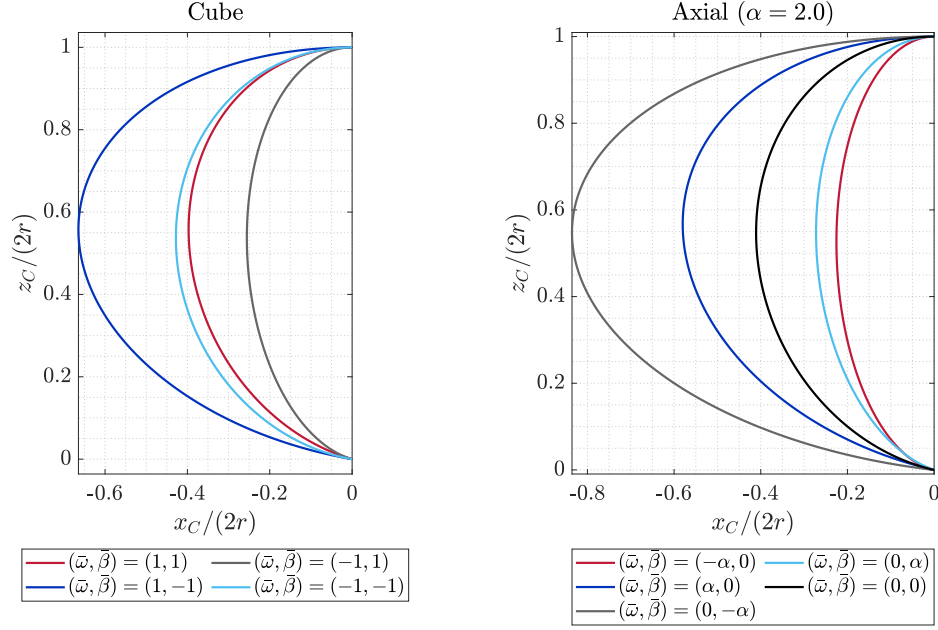 Cube
1
0.8
0.6
0.4
0.2
0
z_C/(2r)
-0.6 -0.4 -0.2 0
x_C/(2r)
(ω̄, β̄) = (1, 1) (ω̄, β̄) = (-1, 1)
(ω̄, β̄) = (1, -1) (ω̄, β̄) = (-1, -1)
Axial (α = 2.0)
1
0.8
0.6
0.4
0.2
0
z_C/(2r)
-0.8 -0.6 -0.4 -0.2 0
x_C/(2r)
(ω̄, β̄) = (-α, 0) (ω̄, β̄) = (0, α)
(ω̄, β̄) = (α, 0) (ω̄, β̄) = (0, 0)
(ω̄, β̄) = (0, -α)